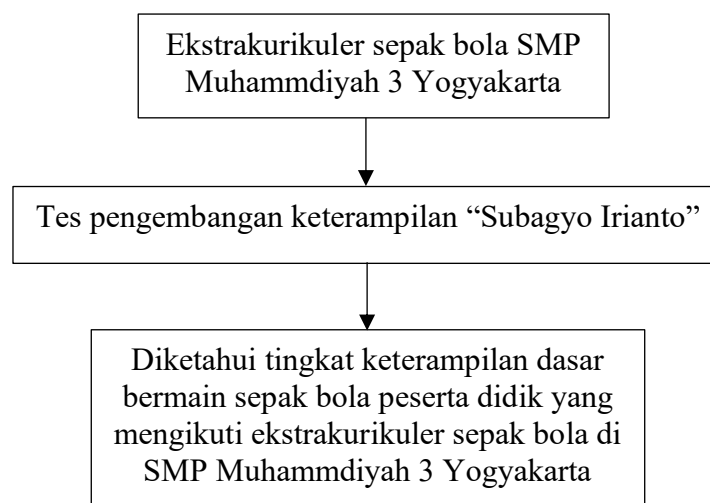 Ekstrakurikuler sepak bola SMP
Muhammdiyah 3 Yogyakarta
Tes pengembangan keterampilan “Subagyo Irianto”
Diketahui tingkat keterampilan dasar
bermain sepak bola peserta didik yang
mengikuti ekstrakurikuler sepak bola di
SMP Muhammdiyah 3 Yogyakarta